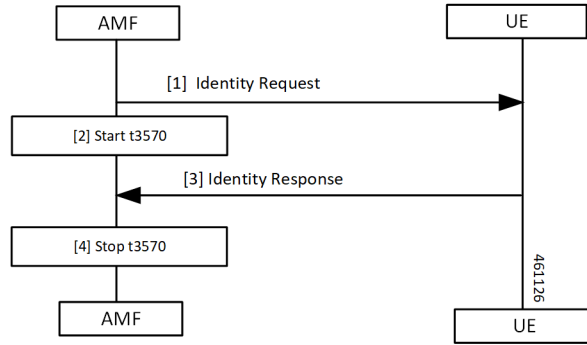 AMF
UE
[1] Identity Request
[2] Start t3570
[3] Identity Response
[4] Stop t3570
461126
AMF
UE